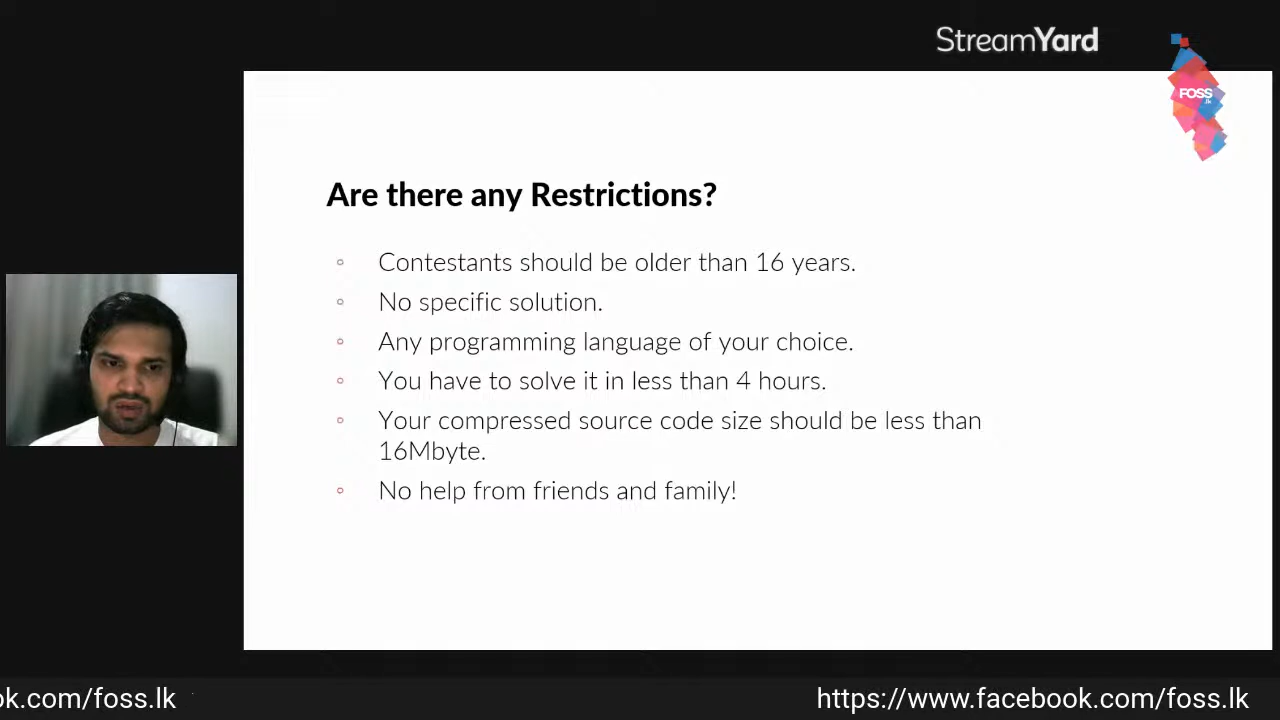 StreamYard
FOSS
.lk
Are there any Restrictions?
Contestants should be older than 16 years.
No specific solution.
Any programming language of your choice.
You have to solve it in less than 4 hours.
Your compressed source code size should be less than
16Mbyte.
No help from friends and family!
ok.com/foss.lk
https://www.facebook.com/foss.lk